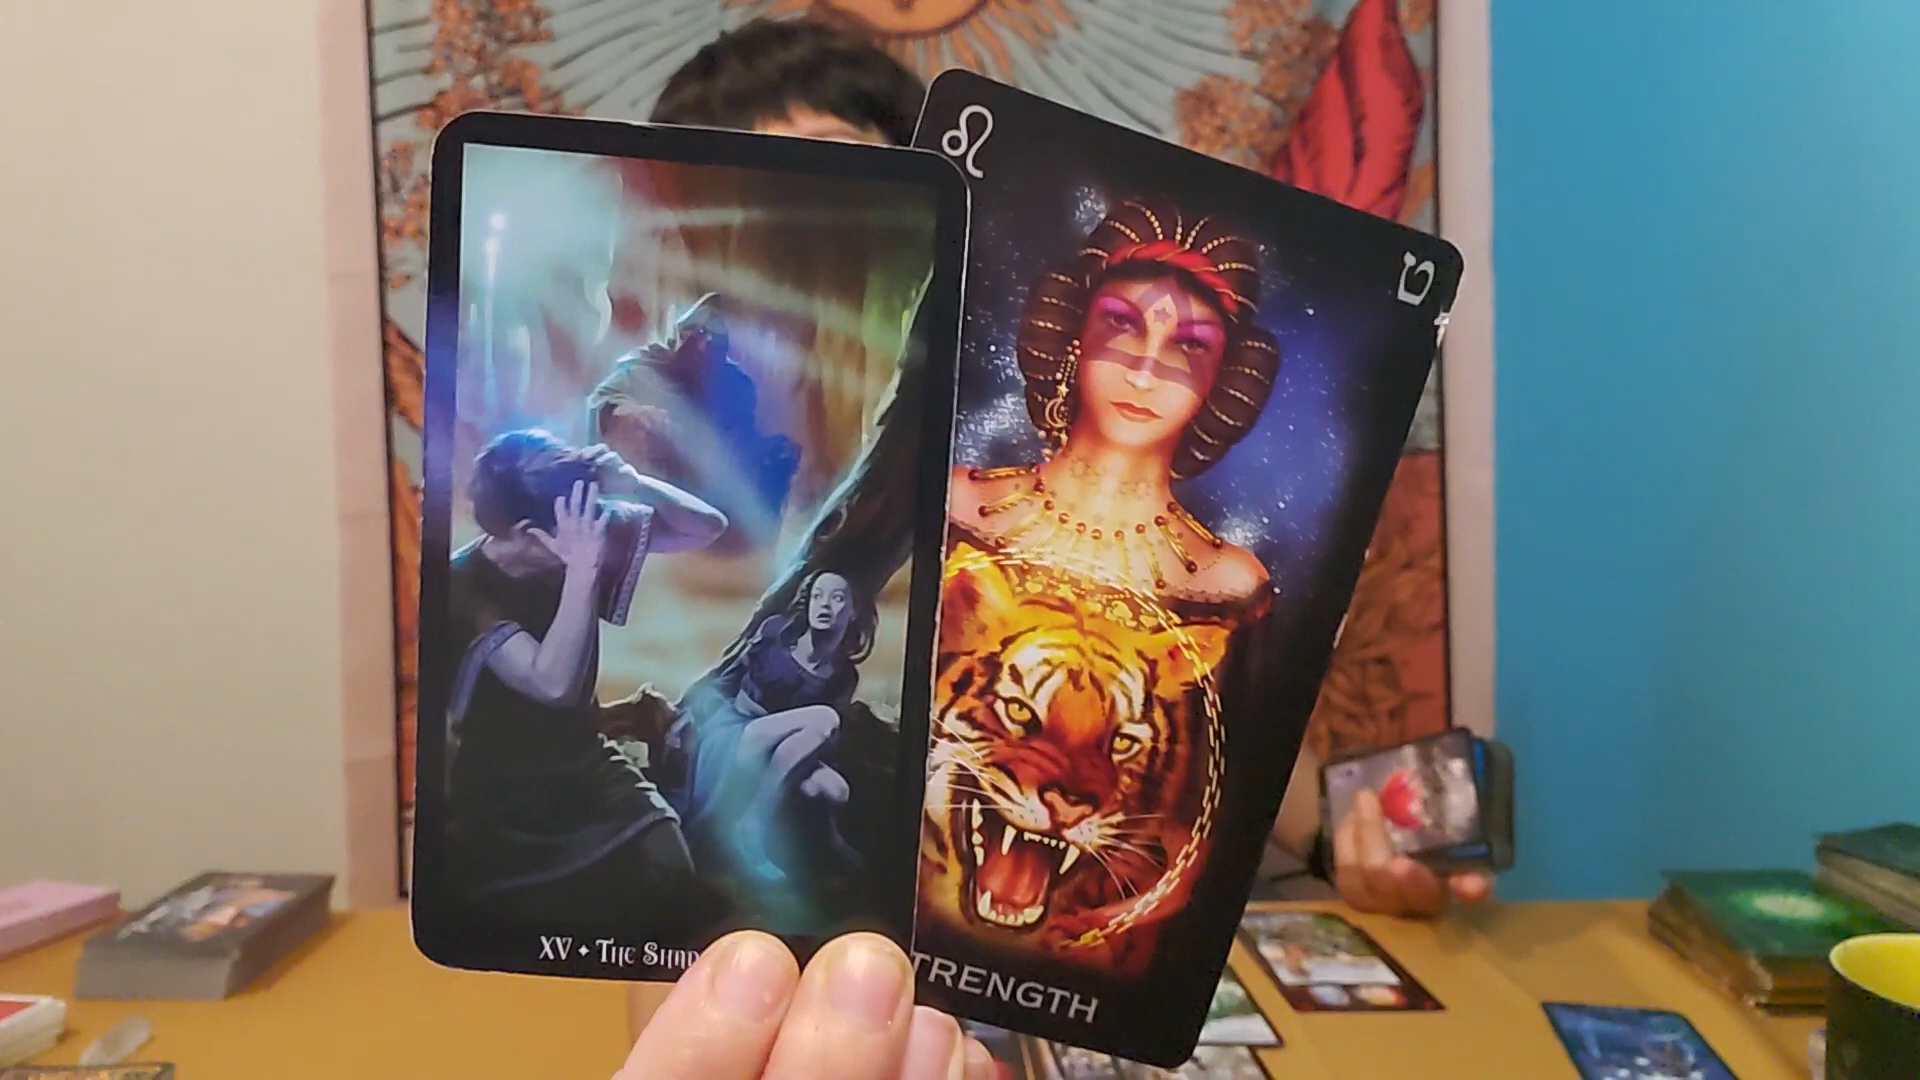 ♌
ט
XV ✦ The Shad
TRENGTH